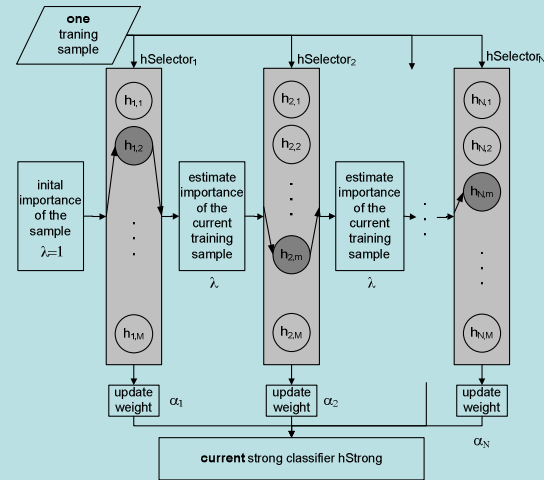 one
traning
sample
hSelector1
hSelector2
hSelectorN
h1,1
h1,2
h1,M
h2,1
h2,2
h2,m
h2,M
hN,1
hN,2
hN,m
hN,M
inital
importance
of the
sample
λ=1
estimate
importance
of the
current
training
sample
λ
estimate
importance
of the
current
training
sample
λ
update
weight
α1
update
weight
α2
update
weight
αN
current strong classifier hStrong